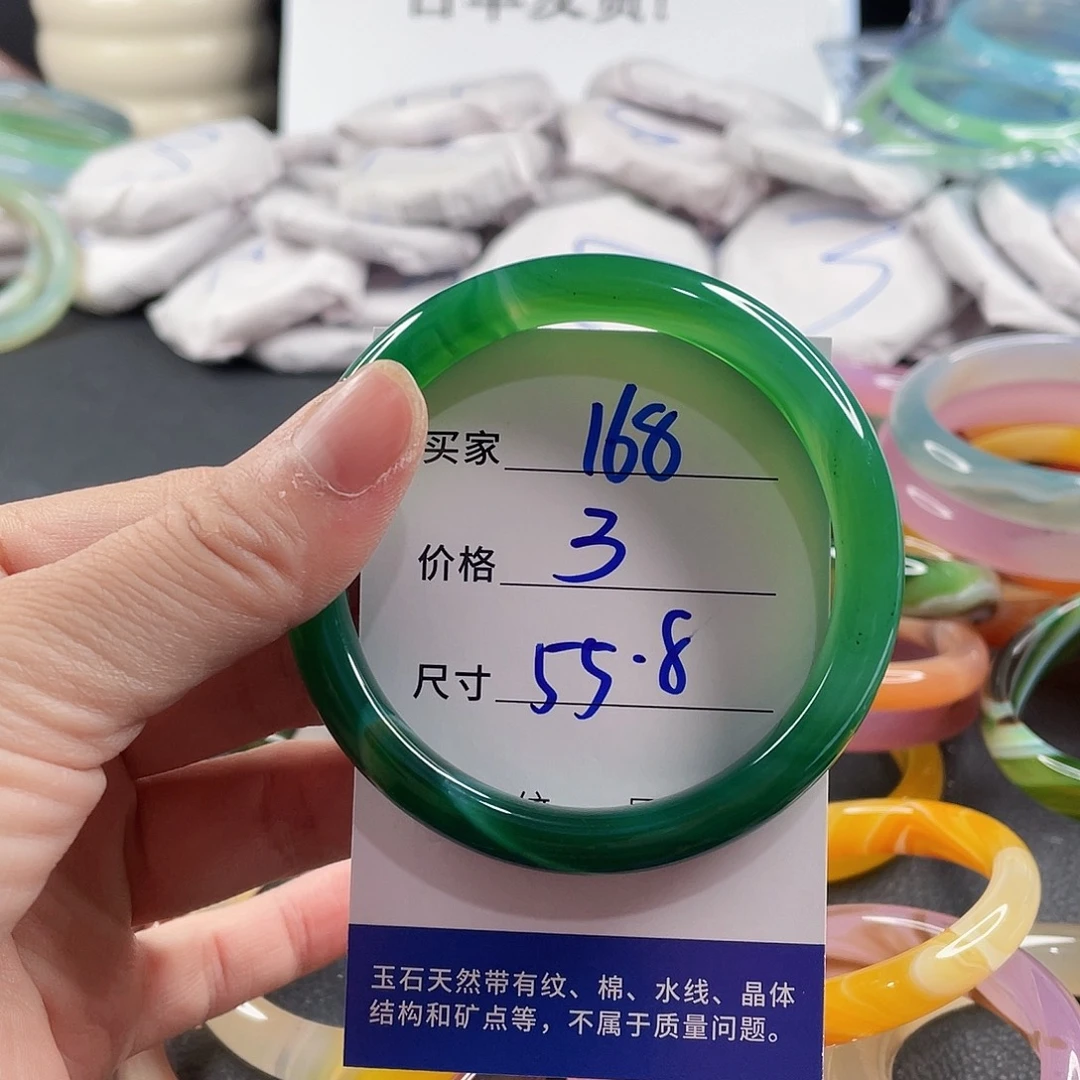 买家 168
价格 3
尺寸 55.8
玉石天然带有纹、棉、水线、晶体
结构和矿点等，不属于质量问题。
3